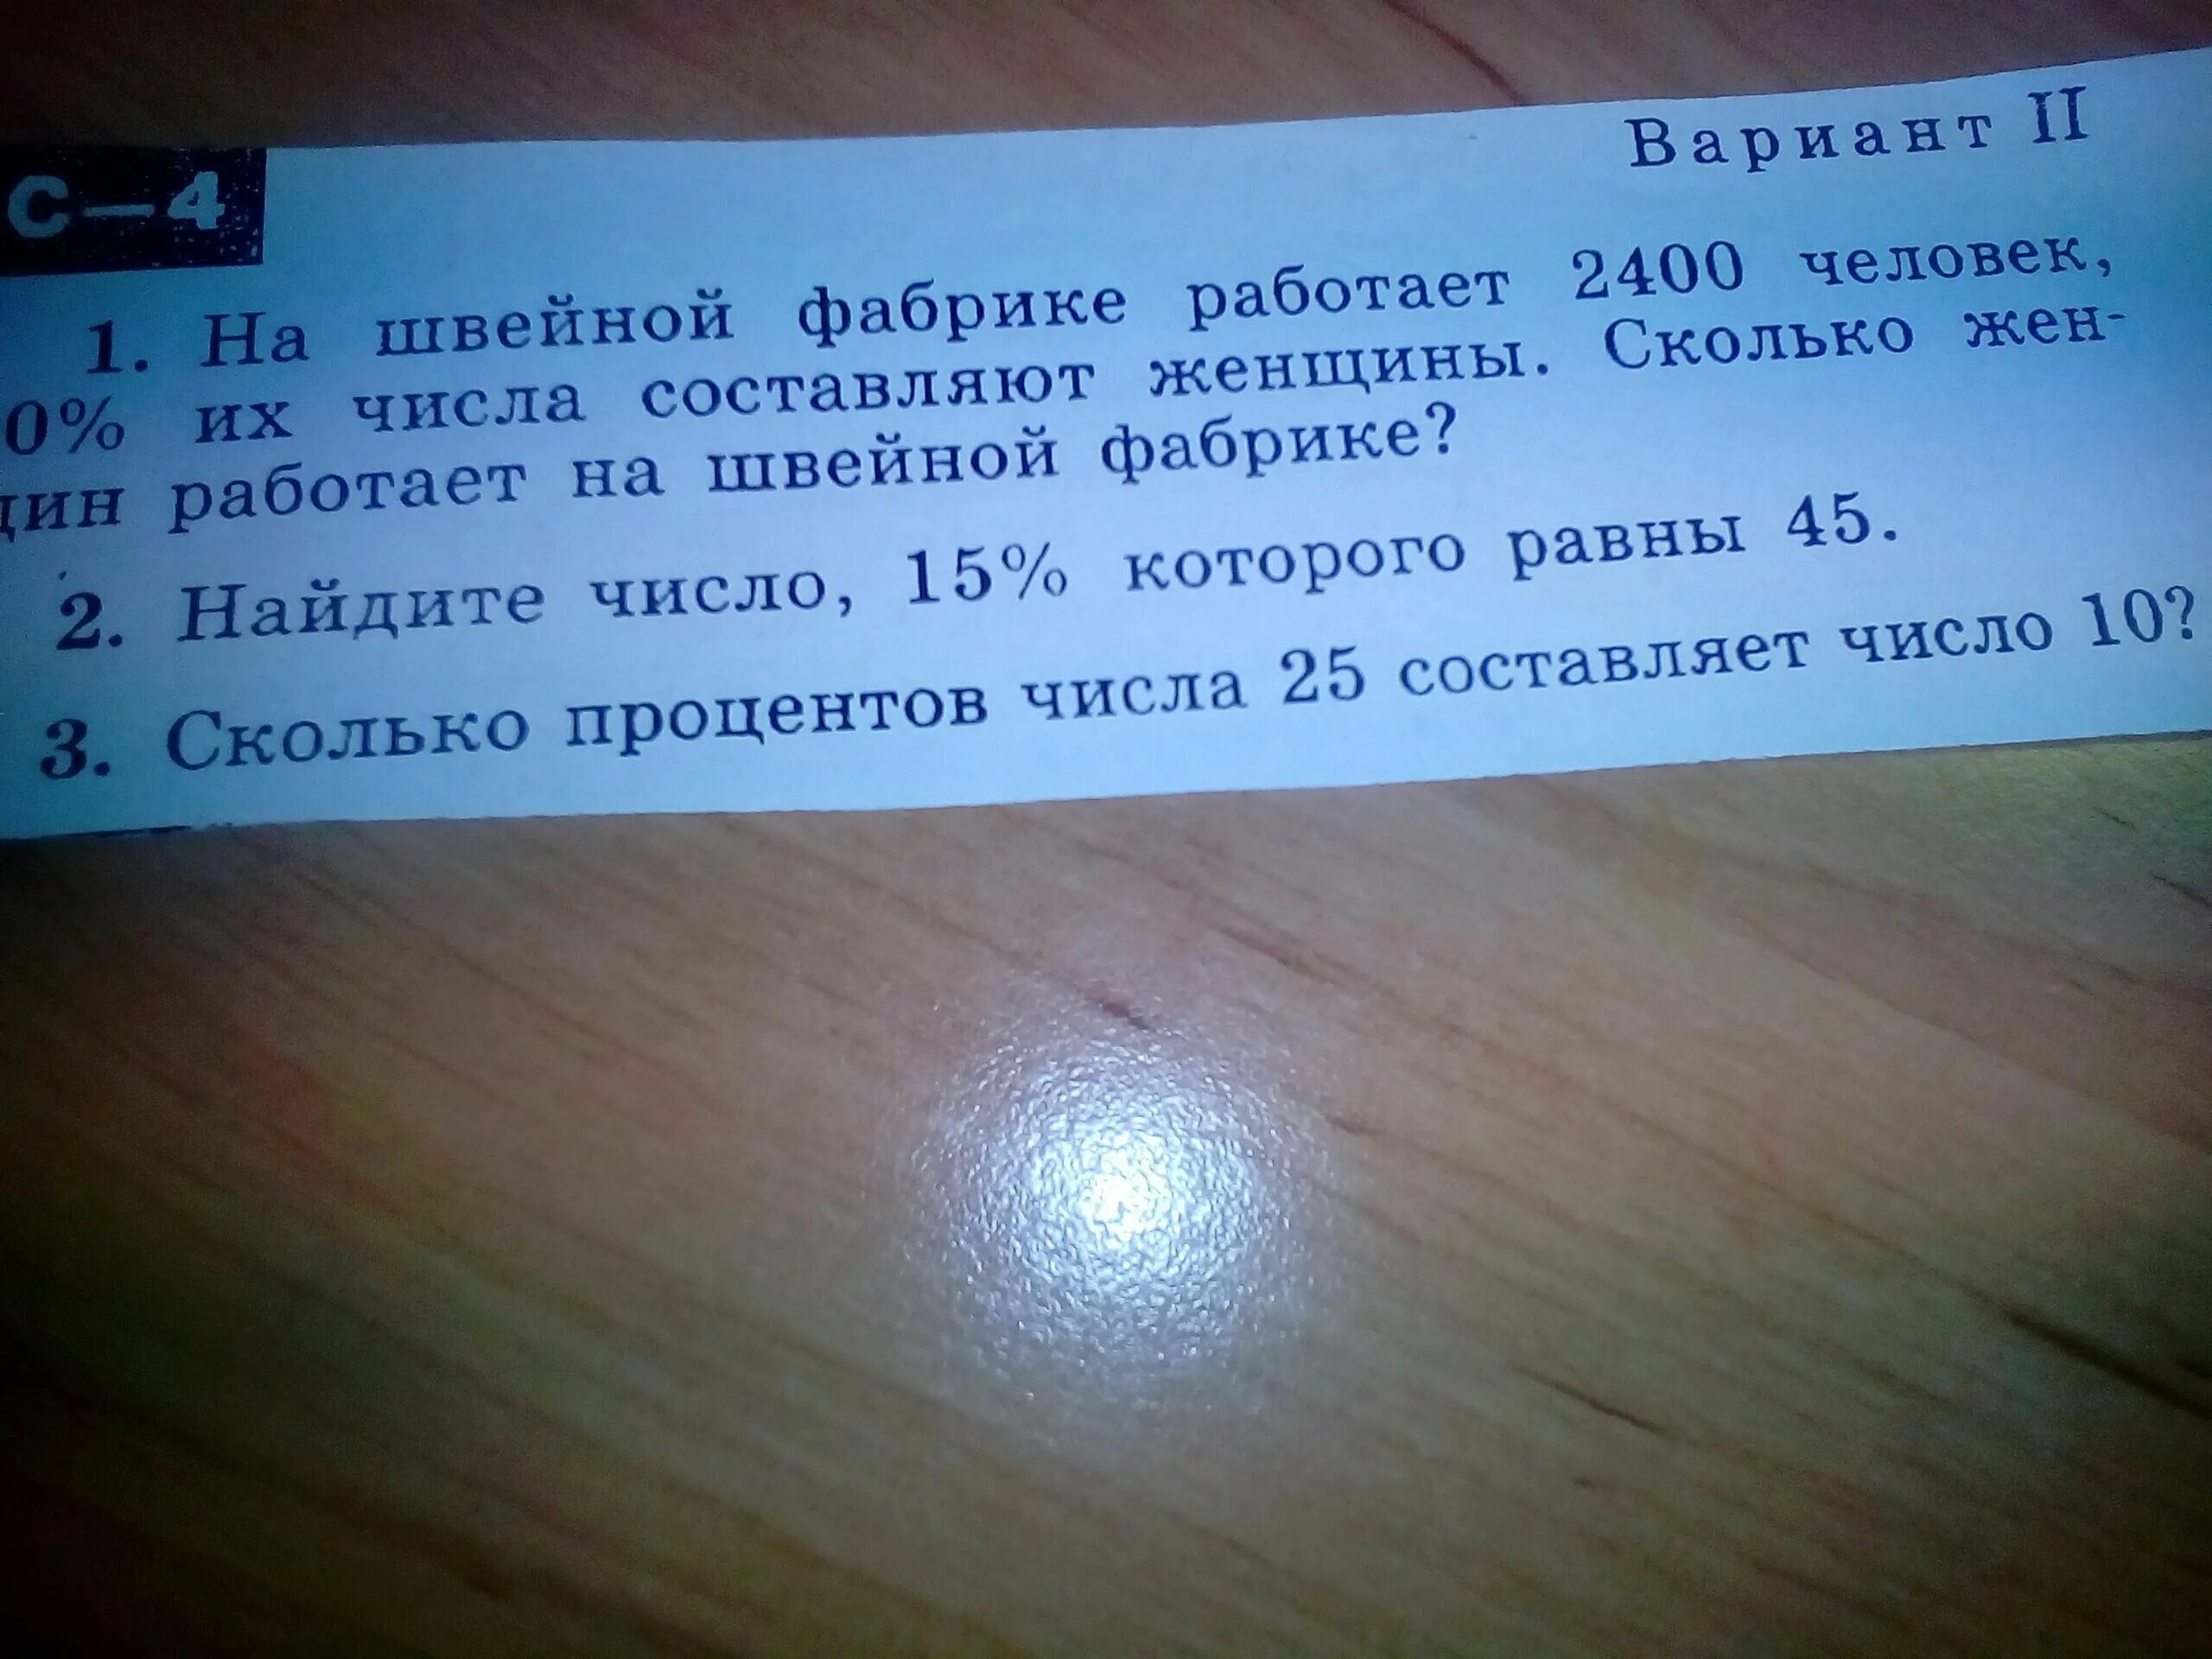 С—4
Вариант II
1. На швейной фабрике работает 2400 человек,
0% их числа составляют женщины. Сколько жен-
щин работает на швейной фабрике?
2. Найдите число, 15% которого равны 45.
3. Сколько процентов числа 25 составляет число 10?